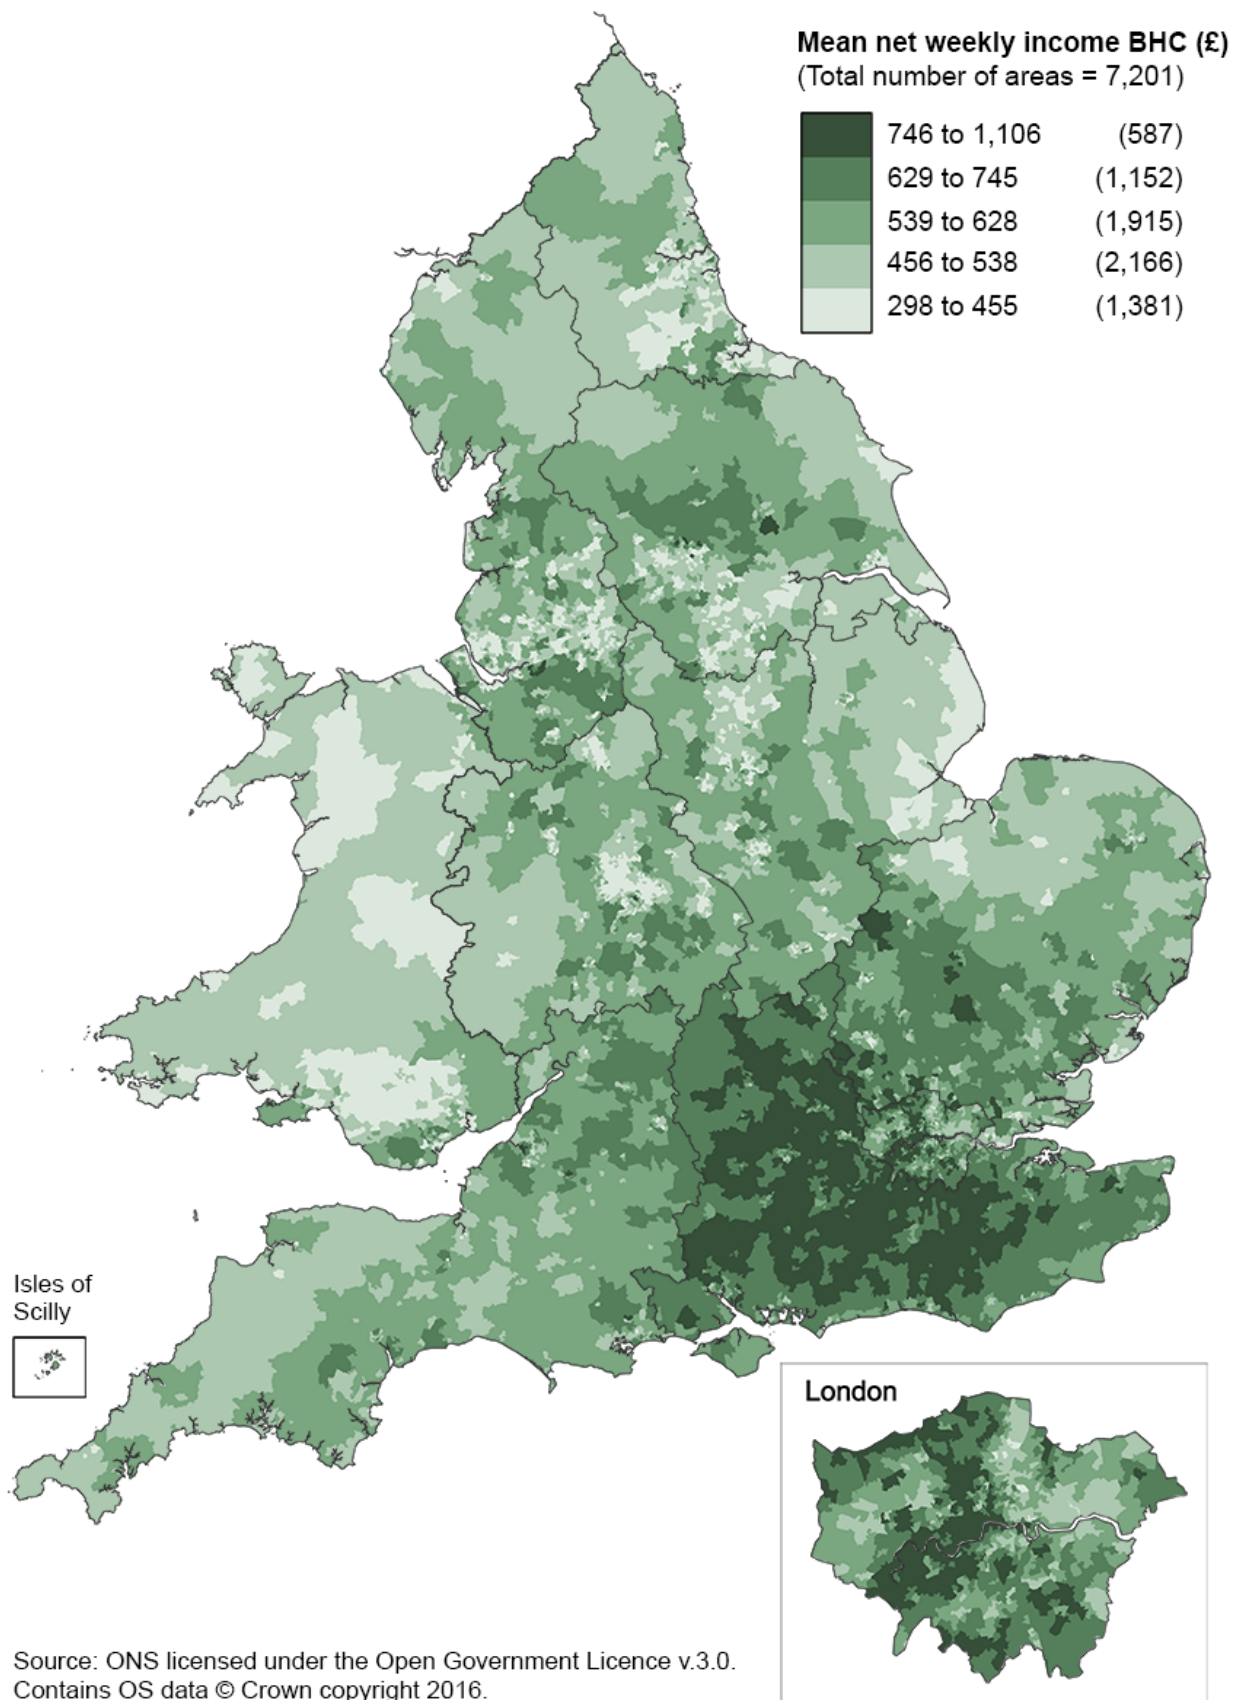 Mean net weekly income BHC (£)
(Total number of areas = 7,201)
746 to 1,106 (587)
629 to 745 (1,152)
539 to 628 (1,915)
456 to 538 (2,166)
298 to 455 (1,381)
Isles of
Scilly
London
Source: ONS licensed under the Open Government Licence v.3.0.
Contains OS data © Crown copyright 2016.